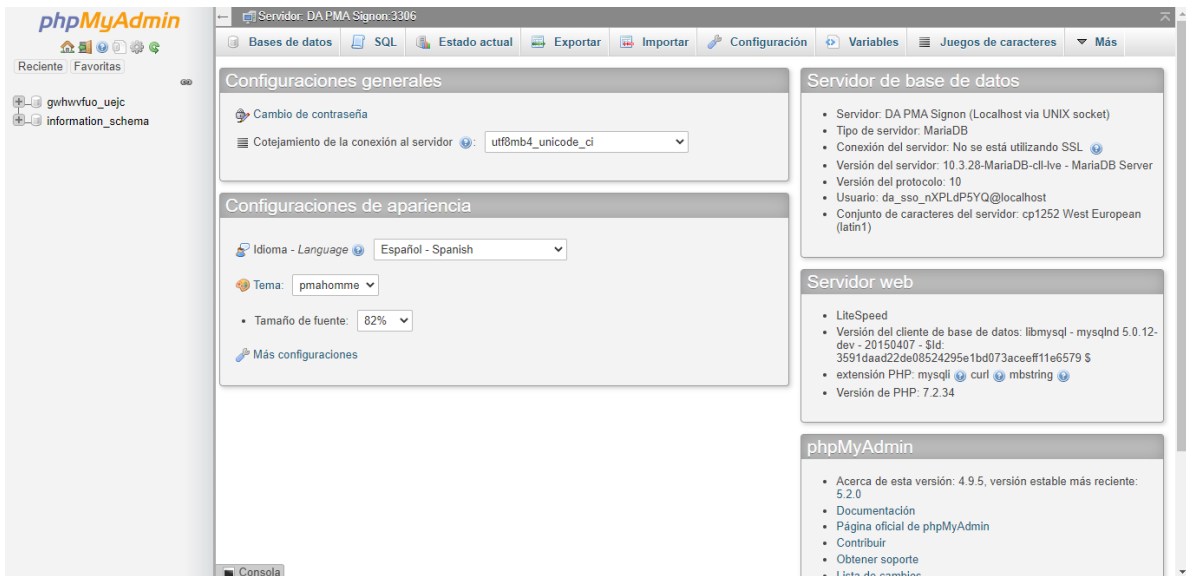 phpMyAdmin
Reciente Favoritas
gwhwvfuo_uejc
information_schema
Servidor: DA PMA Signon:3306
Bases de datos SQL Estado actual Exportar Importar Configuración Variables Juegos de caracteres Más
Configuraciones generales
Cambio de contraseña
Cotejamiento de la conexión al servidor : utf8mb4_unicode_ci
Configuraciones de apariencia
Idioma - Language Español - Spanish
Tema: pmahomme
• Tamaño de fuente: 82%
Más configuraciones
Servidor de base de datos
• Servidor: DA PMA Signon (Localhost via UNIX socket)
• Tipo de servidor: MariaDB
• Conexión del servidor: No se está utilizando SSL
• Versión del servidor: 10.3.28-MariaDB-cll-lve - MariaDB Server
• Versión del protocolo: 10
• Usuario: da_sso_nXPLdP5YQ@localhost
• Conjunto de caracteres del servidor: cp1252 West European
(latin1)
Servidor web
• LiteSpeed
• Versión del cliente de base de datos: libmysql - mysqlnd 5.0.12-
dev - 20150407 - $Id:
3591daad22de08524295e1bd073aceeff11e6579 $
• extensión PHP: mysqli curl mbstring
• Versión de PHP: 7.2.34
phpMyAdmin
• Acerca de esta versión: 4.9.5, versión estable más reciente:
5.2.0
• Documentación
• Página oficial de phpMyAdmin
• Contribuir
• Obtener soporte
• Lista de cambios
Consola